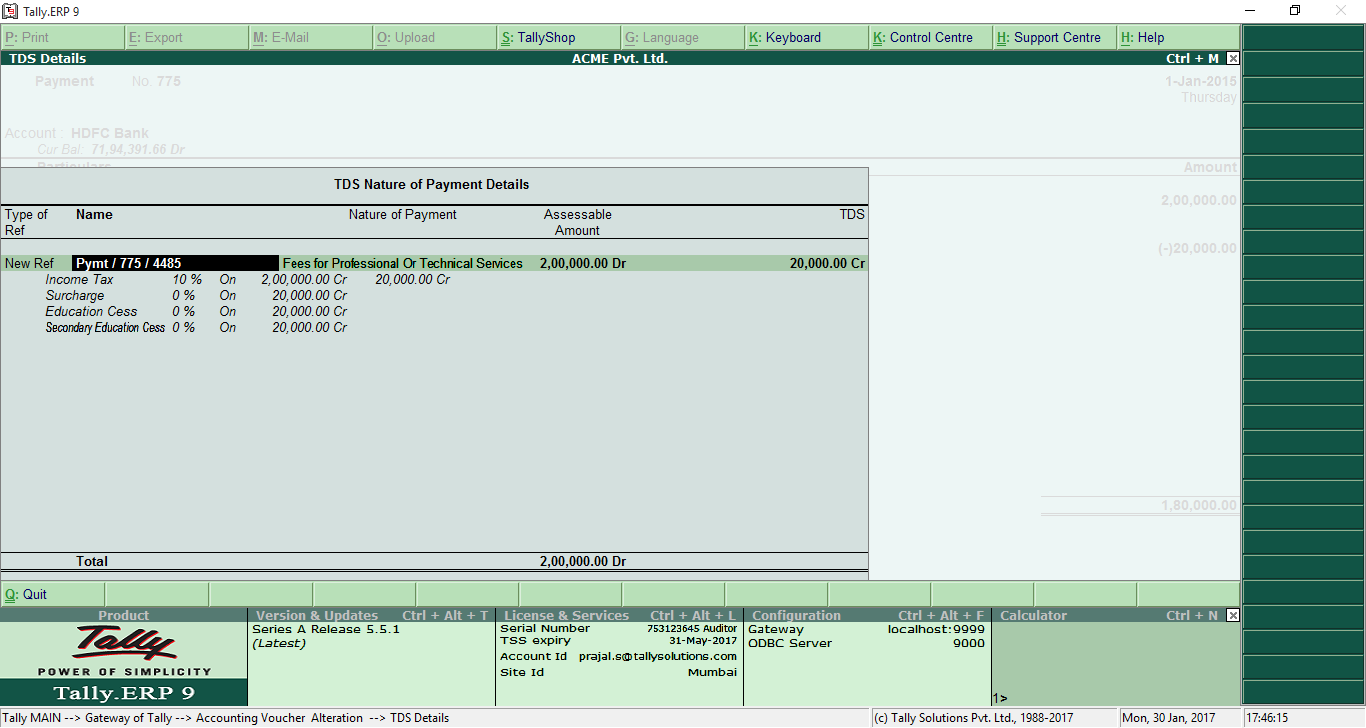 Tally.ERP 9
P: Print E: Export M: E-Mail O: Upload S: TallyShop G: Language K: Keyboard K: Control Centre H: Support Centre H: Help
TDS Details ACME Pvt. Ltd. Ctrl + M
Payment No. 775 1-Jan-2015
Thursday
Account : HDFC Bank
Cur Bal: 71,94,391.66 Dr
Particulars Amount
TDS Nature of Payment Details
2,00,000.00
Type of Name Nature of Payment Assessable TDS
Ref Amount
(-)20,000.00
New Ref Pymt / 775 / 4485 Fees for Professional Or Technical Services 2,00,000.00 Dr 20,000.00 Cr
Income Tax 10 % On 2,00,000.00 Cr 20,000.00 Cr
Surcharge 0 % On 20,000.00 Cr
Education Cess 0 % On 20,000.00 Cr
Secondary Education Cess 0 % On 20,000.00 Cr
1,80,000.00
Total 2,00,000.00 Dr
Q: Quit
Product Version & Updates Ctrl + Alt + T License & Services Ctrl + Alt + L Configuration Ctrl + Alt + F Calculator Ctrl + N
Tally
POWER OF SIMPLICITY
Tally.ERP 9
Series A Release 5.5.1
(Latest)
Serial Number 753123645 Auditor
TSS expiry 31-May-2017
Account Id prajal.s@tallysolutions.com
Site Id Mumbai
Gateway localhost:9999
ODBC Server 9000
1>
Tally MAIN --> Gateway of Tally --> Accounting Voucher Alteration --> TDS Details (c) Tally Solutions Pvt. Ltd., 1988-2017 Mon, 30 Jan, 2017 17:46:15